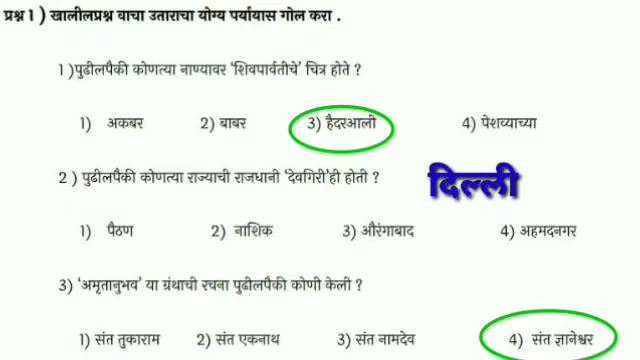 प्रश्न 1 ) खालीलप्रश्न वाचा उताराचा योग्य पर्यायास गोल करा .
1 )पुढीलपैकी कोणत्या नाण्यावर ‘शिवपार्वतीचे’ चित्र होते ?
1) अकबर 2) बाबर 3) हैदरआली 4) पेशव्याच्या
2 ) पुढीलपैकी कोणत्या राज्याची राजधानी ‘देवगिरी’ही होती ? दिल्ली
1) पैठण 2) नाशिक 3) औरंगाबाद 4) अहमदनगर
3) ‘अमृतानुभव’ या ग्रंथाची रचना पुढीलपैकी कोणी केली ?
1) संत तुकाराम 2) संत एकनाथ 3) संत नामदेव 4) संत ज्ञानेश्वर